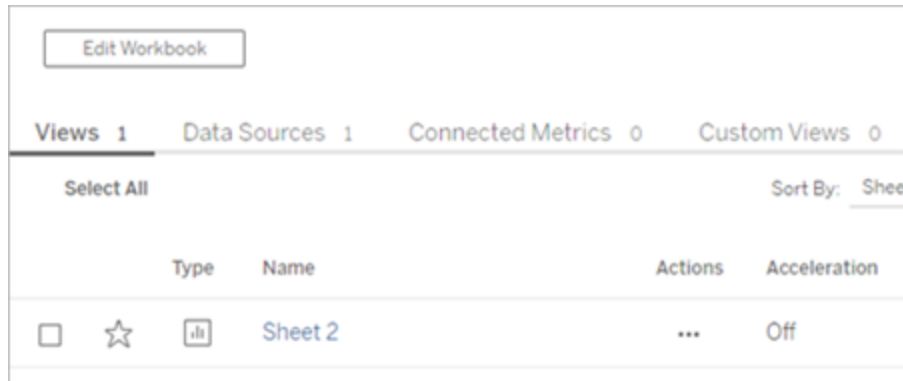 Edit Workbook
Views 1 Data Sources 1 Connected Metrics 0 Custom Views 0
Select All Sort By: Shee
Type Name Actions Acceleration
Sheet 2 ... Off